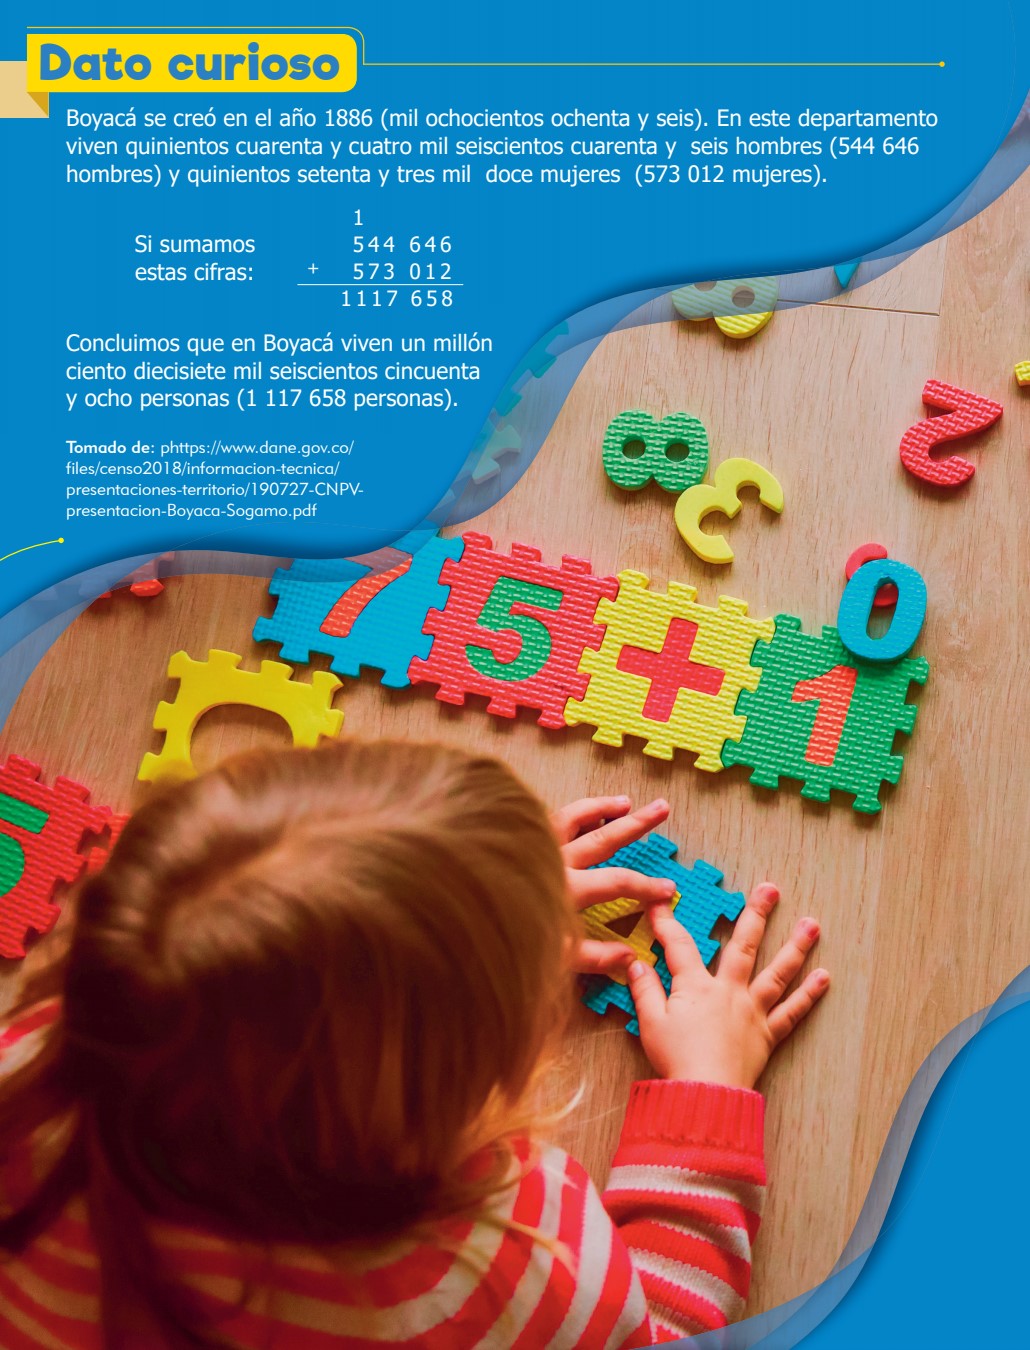 Dato curioso
Boyacá se creó en el año 1886 (mil ochocientos ochenta y seis). En este departamento
viven quinientos cuarenta y cuatro mil seiscientos cuarenta y seis hombres (544 646
hombres) y quinientos setenta y tres mil doce mujeres (573 012 mujeres).
1
Si sumamos 544 646
estas cifras: + 573 012
1117 658
Concluimos que en Boyacá viven un millón
ciento diecisiete mil seiscientos cincuenta
y ocho personas (1 117 658 personas).
Tomado de: phttps://www.dane.gov.co/
files/censo2018/informacion-tecnica/
presentaciones-territorio/190727-CNPV-
presentacion-Boyaca-Sogamo.pdf
8
2
8
3
0
7 5 + 1
5
4